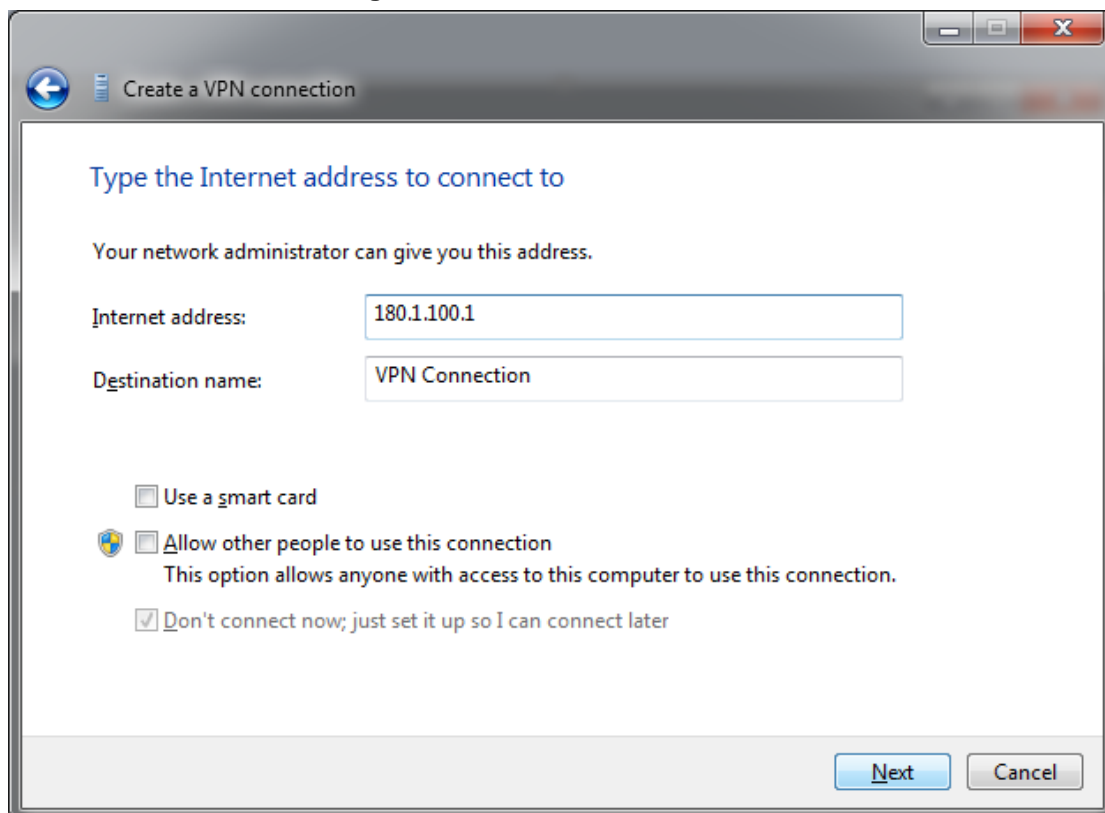 Create a VPN connection
Type the Internet address to connect to
Your network administrator can give you this address.
Internet address: 180.1.100.1
Destination name: VPN Connection
Use a smart card
Allow other people to use this connection
This option allows anyone with access to this computer to use this connection.
Don't connect now; just set it up so I can connect later
Next Cancel